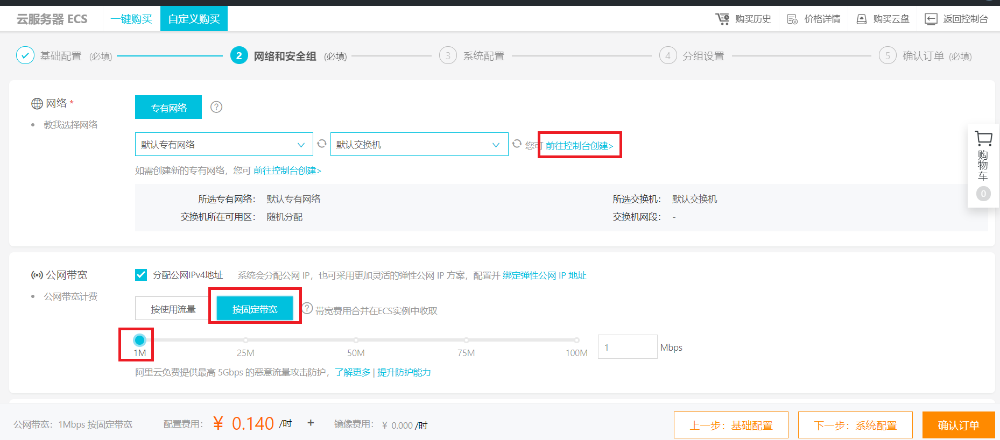 云服务器 ECS 一键购买 自定义购买 购买历史 价格详情 购买云盘 返回控制台
基础配置 (必填) 2 网络和安全组 (必填) 3 系统配置 4 分组设置 5 确认订单 (必填)
网络 * 专有网络 ?
• 教我选择网络
默认专有网络 默认交换机 您可 前往控制台创建>
如需创建新的专有网络，您可 前往控制台创建>
所选专有网络： 默认专有网络 所选交换机： 默认交换机
交换机所在可用区： 随机分配 交换机网段： -
购物车
0
公网带宽 分配公网IPv4地址 系统会分配公网 IP，也可采用更加灵活的弹性公网 IP 方案，配置并 绑定弹性公网 IP 地址
• 公网带宽计费
按使用流量 按固定带宽 ? 带宽费用合并在ECS实例中收取
1M 25M 50M 75M 100M 1 Mbps
阿里云免费提供最高 5Gbps 的恶意流量攻击防护，了解更多 | 提升防护能力
公网带宽：1Mbps 按固定带宽 配置费用： ¥ 0.140 /时 + 镜像费用： ¥ 0.000 /时 上一步：基础配置 下一步：系统配置 确认订单